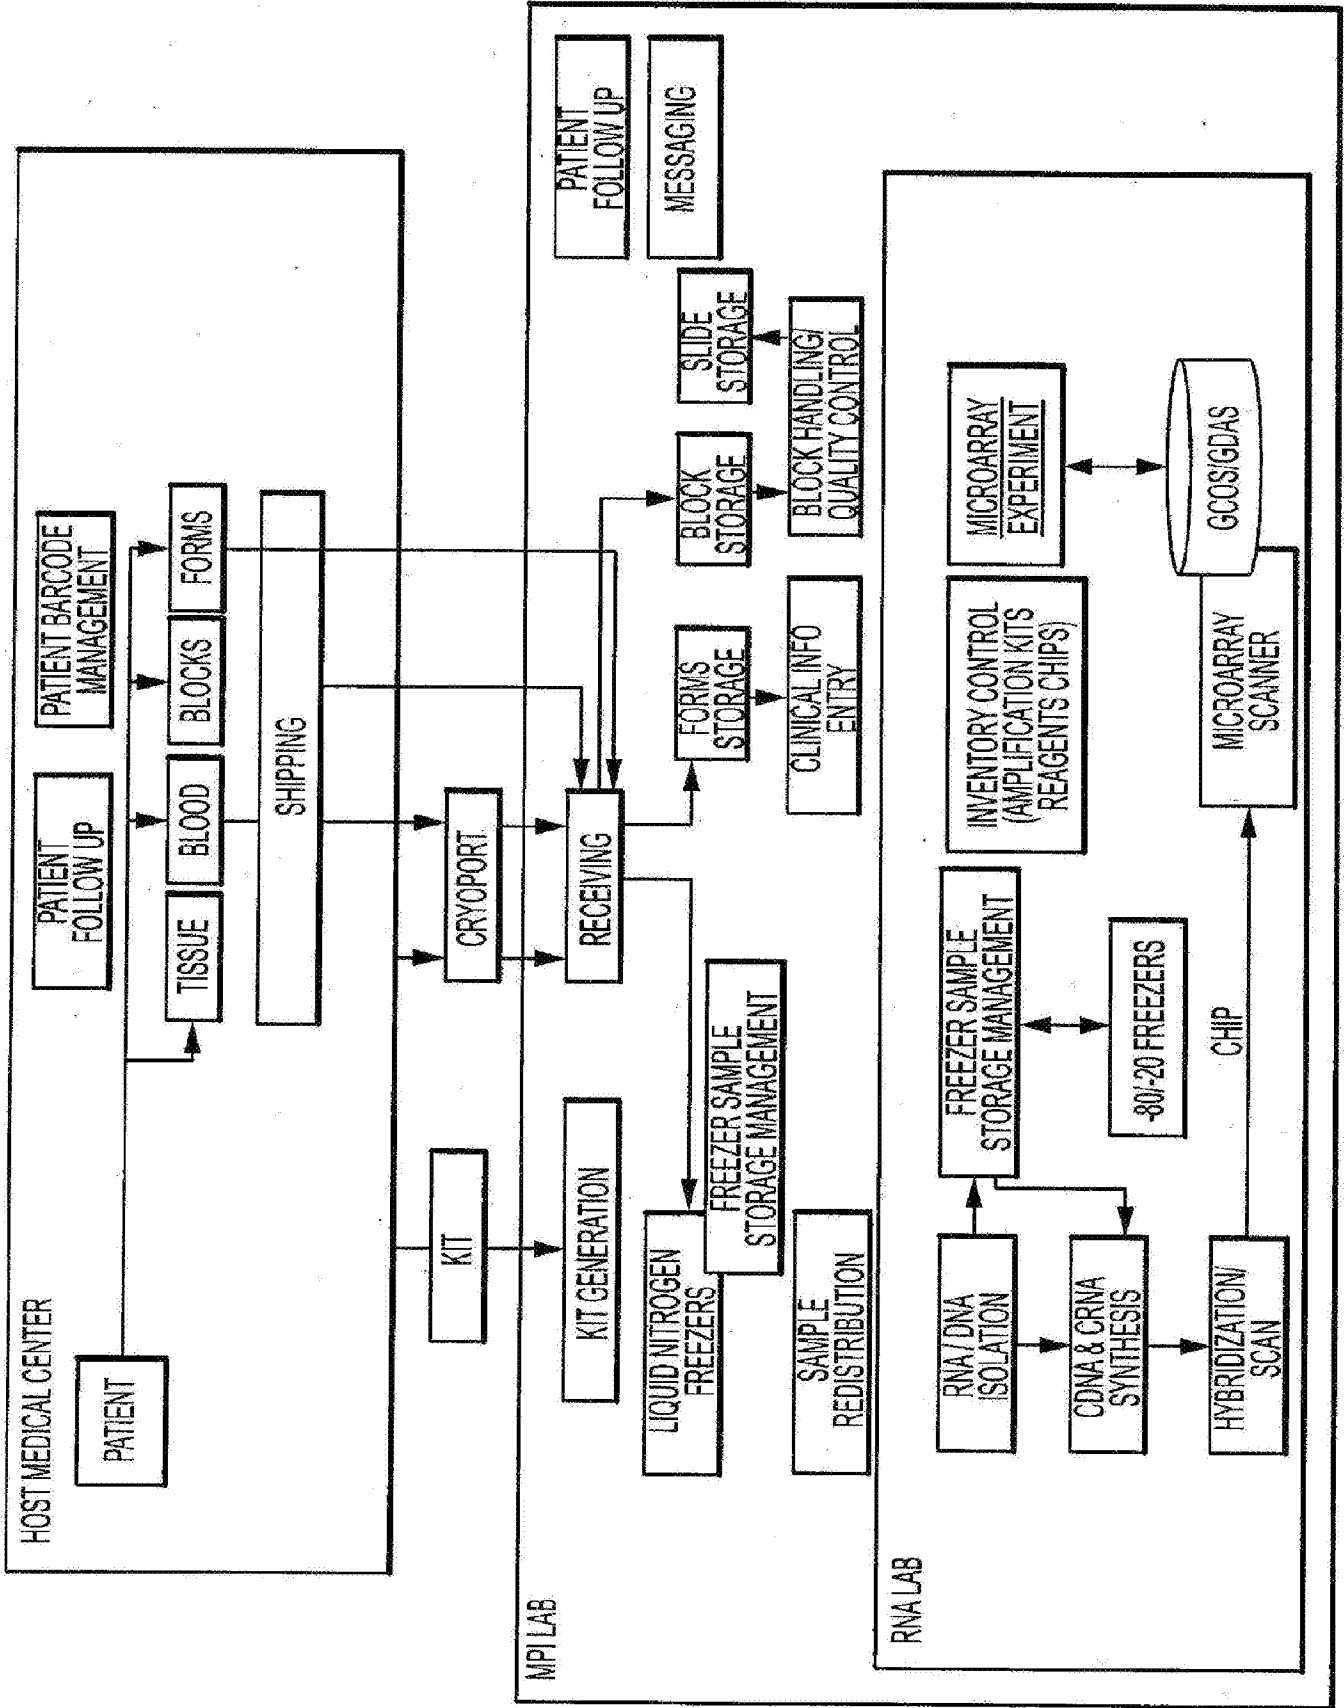 HOST MEDICAL CENTER
PATIENT
PATIENT
FOLLOW UP
PATIENT BARCODE
MANAGEMENT
TISSUE
BLOOD
BLOCKS
FORMS
SHIPPING
KIT
CRYOPORT
MPI LAB
KIT GENERATION
RECEIVING
PATIENT
FOLLOW UP
MESSAGING
LIQUID NITROGEN
FREEZERS
FREEZER SAMPLE
STORAGE MANAGEMENT
FORMS
STORAGE
BLOCK
STORAGE
SLIDE
STORAGE
SAMPLE
REDISTRIBUTION
CLINICAL INFO
ENTRY
BLOCK HANDLING/
QUALITY CONTROL
RNA LAB
RNA / DNA
ISOLATION
FREEZER SAMPLE
STORAGE MANAGEMENT
INVENTORY CONTROL
(AMPLIFICATION KITS
REAGENTS CHIPS)
MICROARRAY
EXPERIMENT
CDNA & CRNA
SYNTHESIS
-80/-20 FREEZERS
HYBRIDIZATION/
SCAN
CHIP
MICROARRAY
SCANNER
GCOS/GDAS